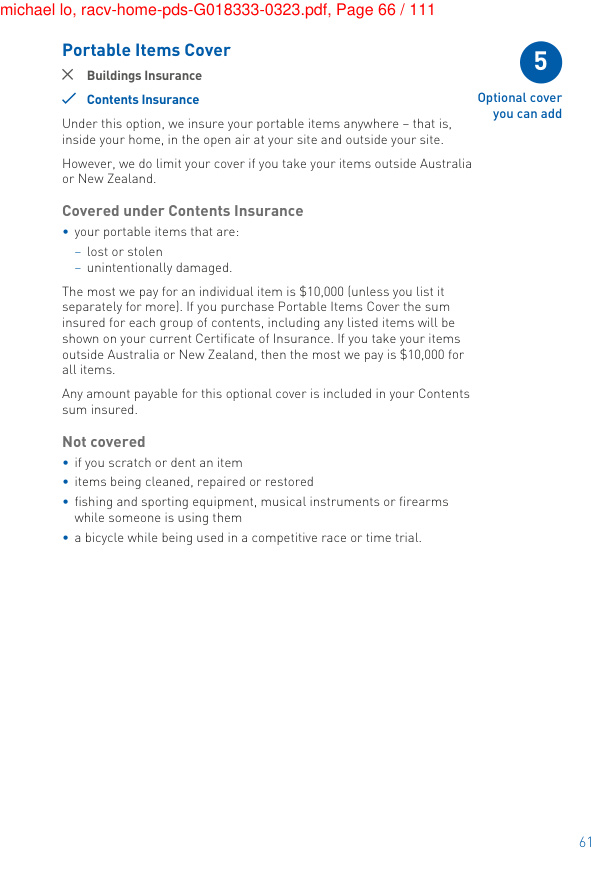 michael lo, racv-home-pds-G018333-0323.pdf, Page 66 / 111
Portable Items Cover
Buildings Insurance
Contents Insurance
5
Optional cover
you can add
Under this option, we insure your portable items anywhere – that is,
inside your home, in the open air at your site and outside your site.
However, we do limit your cover if you take your items outside Australia
or New Zealand.
Covered under Contents Insurance
• your portable items that are:
– lost or stolen
– unintentionally damaged.
The most we pay for an individual item is $10,000 (unless you list it
separately for more). If you purchase Portable Items Cover the sum
insured for each group of contents, including any listed items will be
shown on your current Certificate of Insurance. If you take your items
outside Australia or New Zealand, then the most we pay is $10,000 for
all items.
Any amount payable for this optional cover is included in your Contents
sum insured.
Not covered
• if you scratch or dent an item
• items being cleaned, repaired or restored
• fishing and sporting equipment, musical instruments or firearms
while someone is using them
• a bicycle while being used in a competitive race or time trial.
61